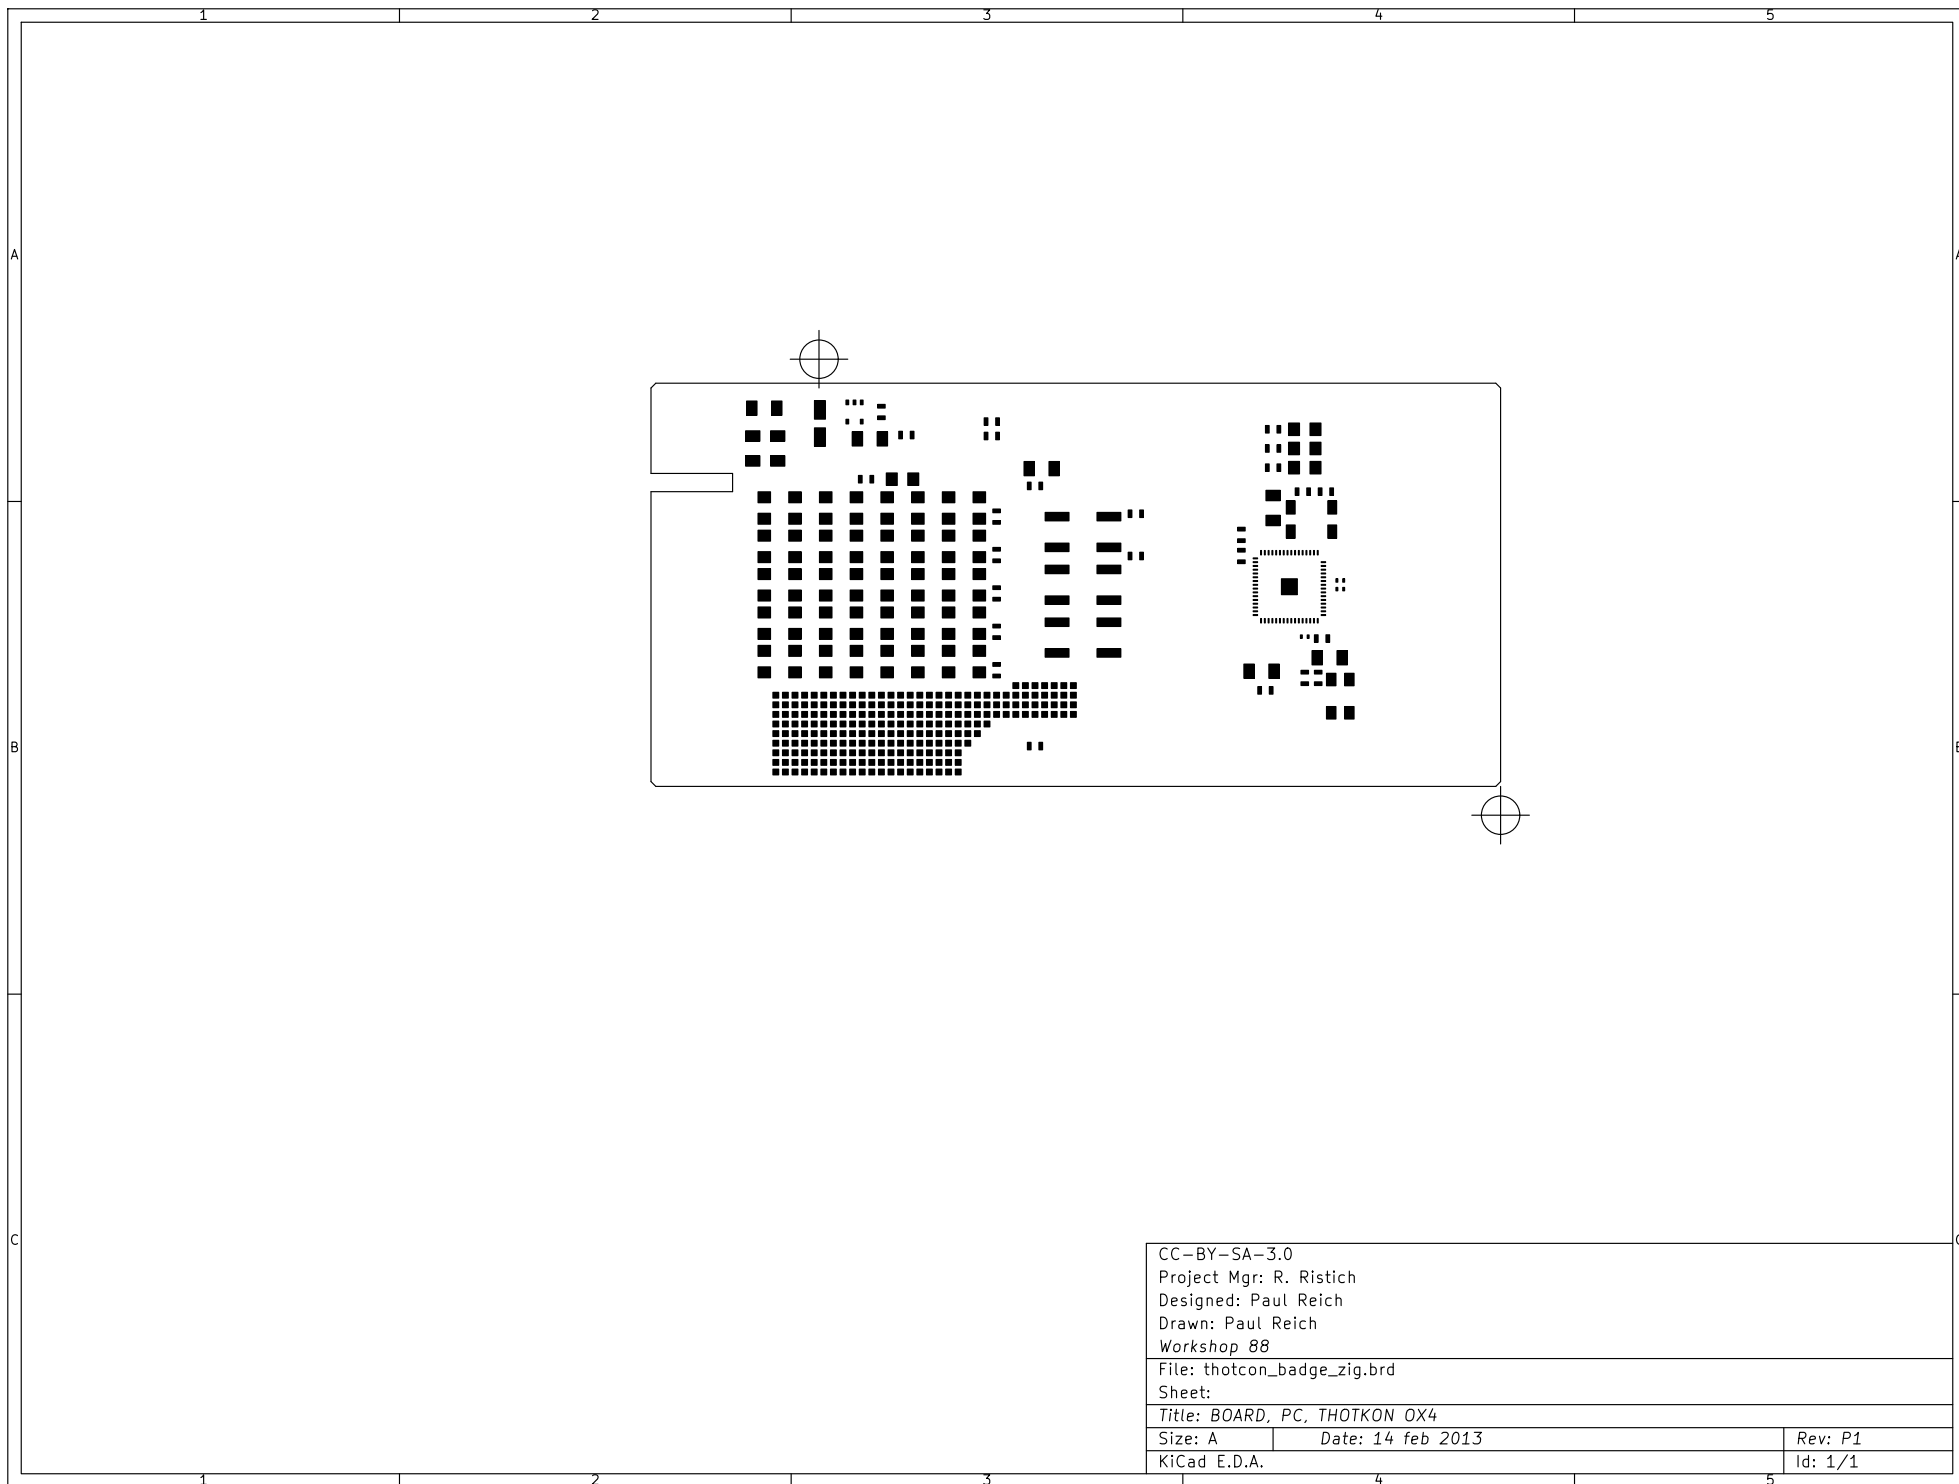 1 2 3 4 5
A A
B B
C C
CC-BY-SA-3.0
Project Mgr: R. Ristich
Designed: Paul Reich
Drawn: Paul Reich
Workshop 88
File: thotcon_badge_zig.brd
Sheet:
Title: BOARD, PC, THOTKON OX4
Size: A Date: 14 feb 2013 Rev: P1
KiCad E.D.A. Id: 1/1
1 2 3 4 5